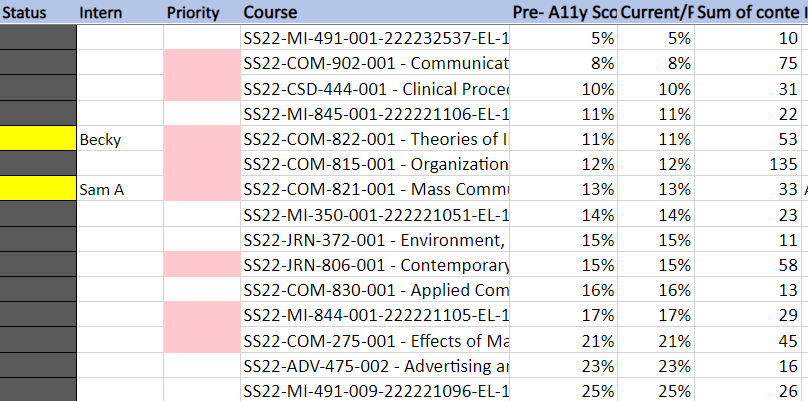 Status Intern Priority Course Pre- A11y Sco Current/F Sum of conte
SS22-MI-491-001-222232537-EL-1 5% 5% 10
SS22-COM-902-001 - Communicat 8% 8% 75
SS22-CSD-444-001 - Clinical Proce 10% 10% 31
SS22-MI-845-001-222221106-EL-1 11% 11% 22
Becky SS22-COM-822-001 - Theories of I 11% 11% 53
SS22-COM-815-001 - Organization 12% 12% 135
Sam A SS22-COM-821-001 - Mass Commu 13% 13% 33
SS22-MI-350-001-222221051-EL-1 14% 14% 23
SS22-JRN-372-001 - Environment, 15% 15% 11
SS22-JRN-806-001 - Contemporary 15% 15% 58
SS22-COM-830-001 - Applied Com 16% 16% 13
SS22-MI-844-001-222221105-EL-1 17% 17% 29
SS22-COM-275-001 - Effects of Ma 21% 21% 45
SS22-ADV-475-002 - Advertising an 23% 23% 16
SS22-MI-491-009-222221096-EL-1 25% 25% 26